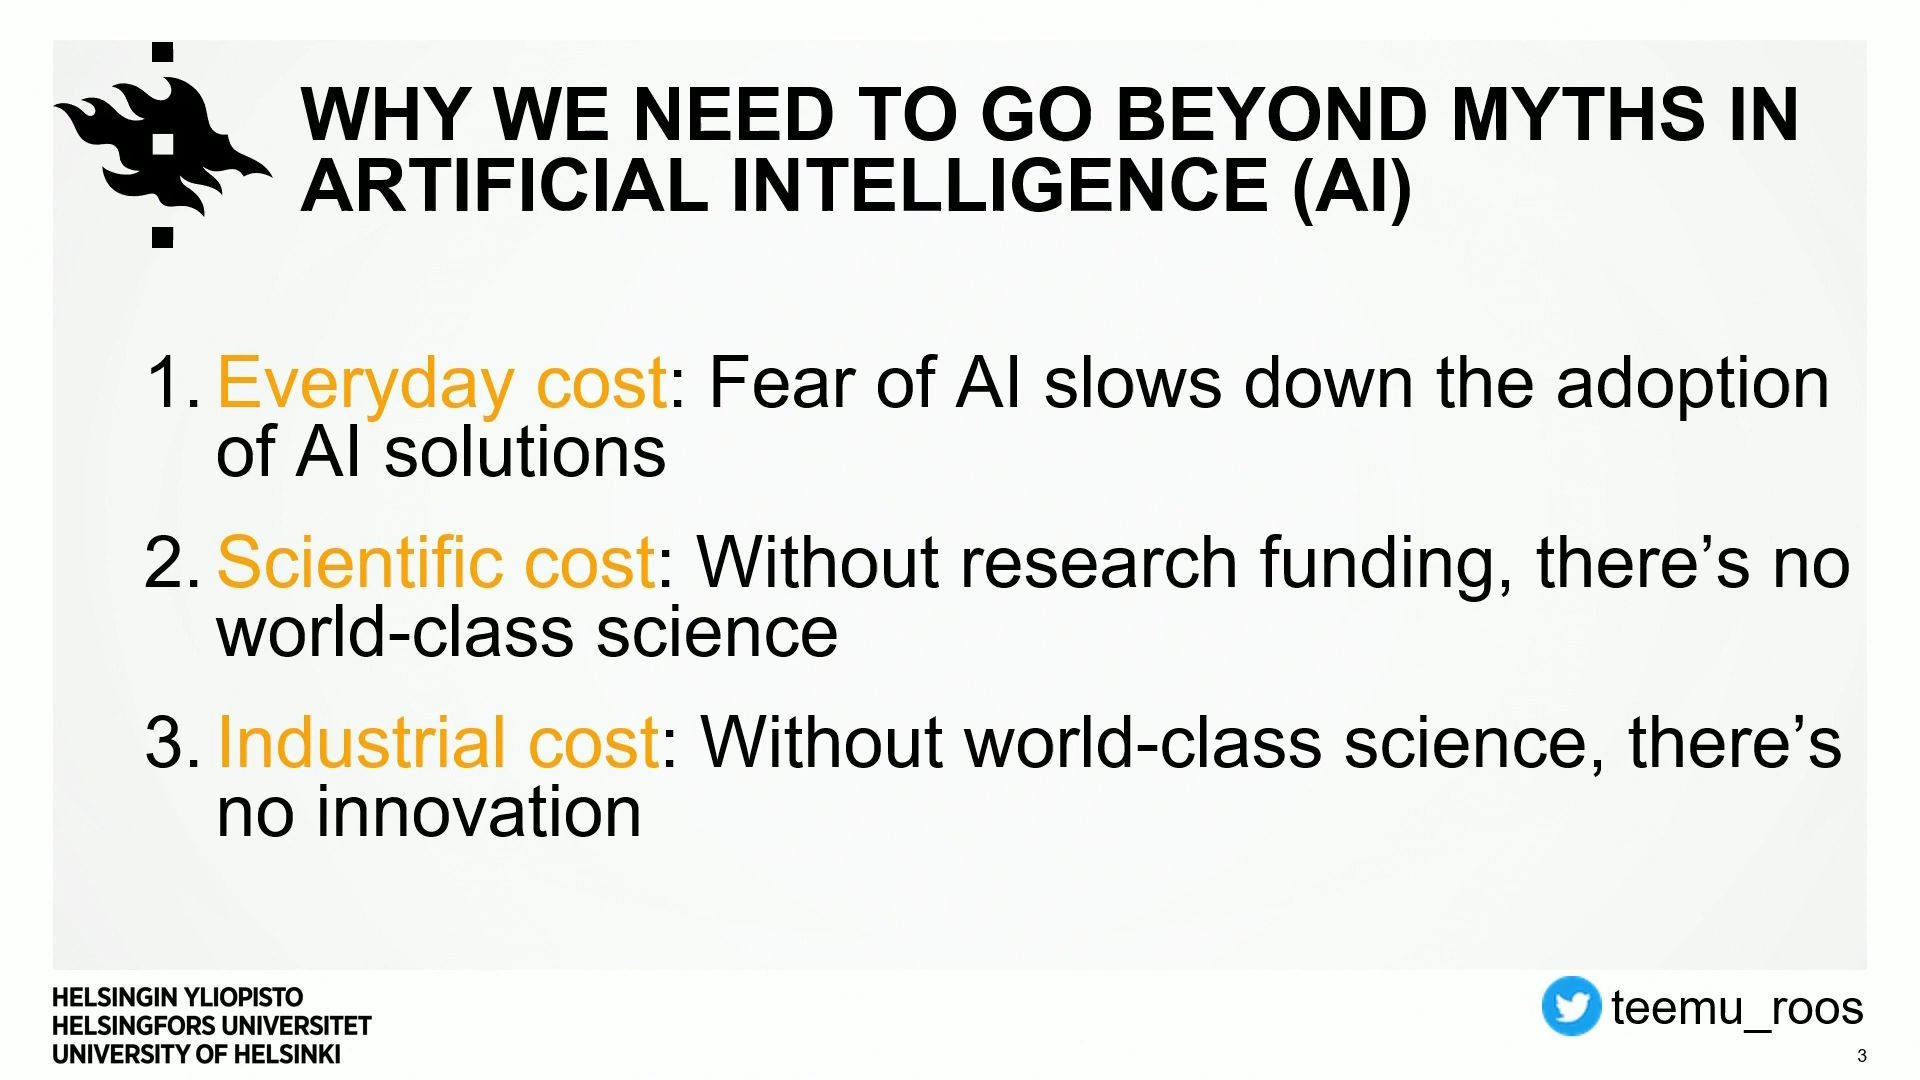 WHY WE NEED TO GO BEYOND MYTHS IN
ARTIFICIAL INTELLIGENCE (AI)
1. Everyday cost: Fear of AI slows down the adoption
of AI solutions
2. Scientific cost: Without research funding, there’s no
world-class science
3. Industrial cost: Without world-class science, there’s
no innovation
HELSINGIN YLIOPISTO
HELSINGFORS UNIVERSITET
UNIVERSITY OF HELSINKI
teemu_roos
3